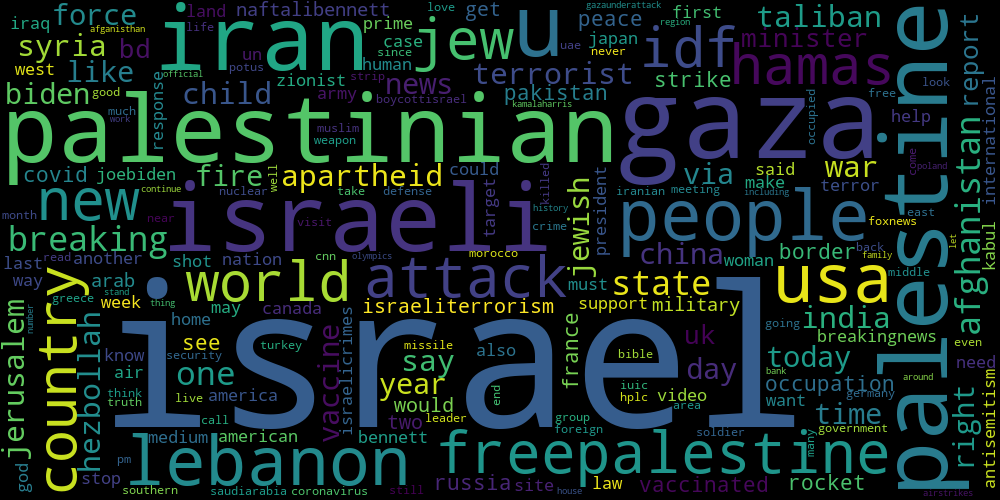 afganisthan
iraq
force
land
naftalibennett
love
get
gazaunderattack
region
first
taliban
syria
bd
life
un
prime
case
since
peace
uae
never
minister
west
like
iran
jew
u
idf
hamas
official
potus
human
news
terrorist
japan
strike
report
biden
good
child
response
zionist
strip
boycottisrael
army
pakistan
kamalaharris
free
look
much
work
muslim
weapon
occupied
help
palestinian
gaza
palestine
international
covid
joebiden
fire
apartheid
could
via
said
make
war
terror
come
poland
continue
nuclear
well
take
defense
killed
iranian
meeting
including
afghanistan
month
near
new
visit
history
target
crime
jewish
president
people
east
foxnews
breaking
israeli
last
read
another
shot
cnn
olympics
morocco
china
woman
border
back
family
let
kabul
way
arab
nation
world
attack
must
state
usa
middle
country
greece
week
stand
thing
may
canada
israeliterrorism
support
military
india
going
number
home
vaccine
israelicrimes
france
uk
breakingnews
even
jerusalem
hezbollah
know
see
security
turkey
missile
say
also
bible
today
bank
around
need
air
one
israel
year
end
iuic
hplc
video
area
day
occupation
germany
right
think
truth
live
america
would
want
god
call
two
leader
group
time
antisemitism
medium
american
bennett
foreign
soldier
many
government
stop
pm
lebanon
freepalestine
southern
saudiarabia
coronavirus
still
russia
site
house
law
vaccinated
rocket
airstrikes